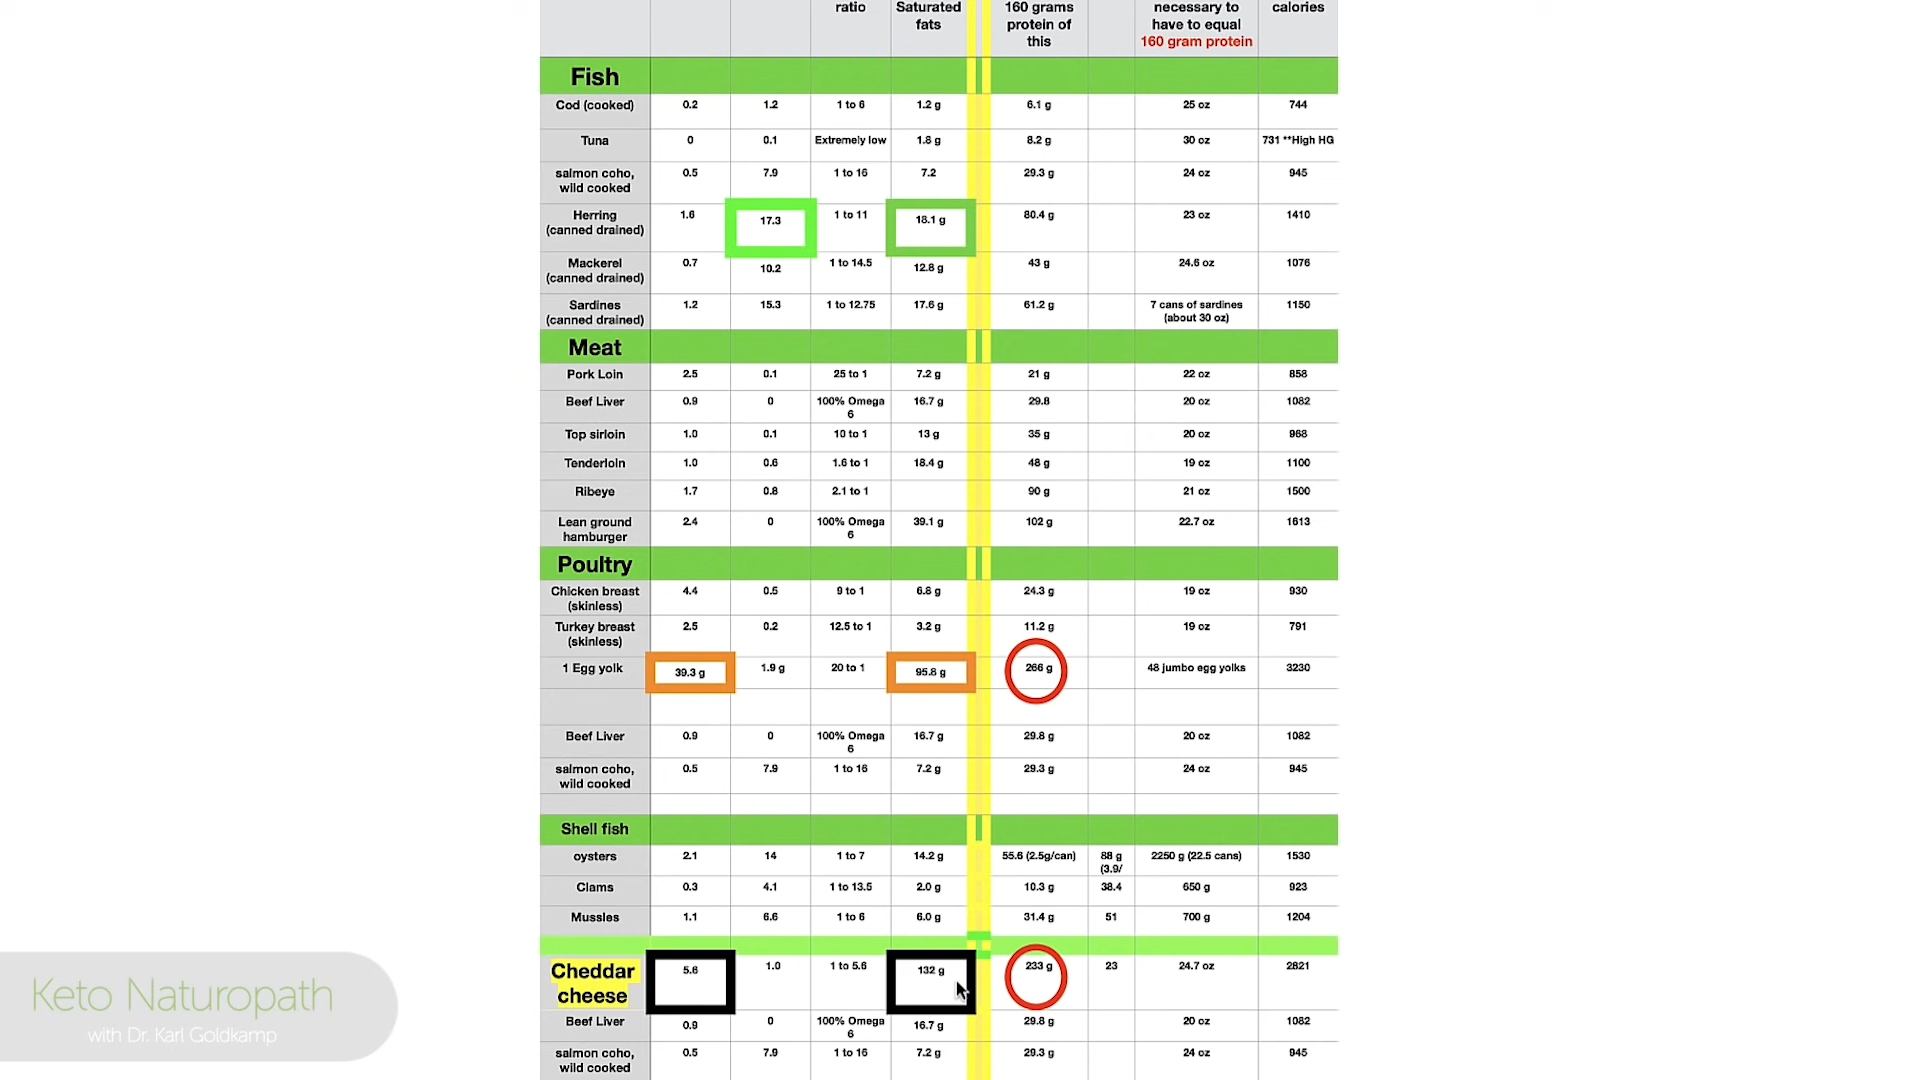 ratio Saturated fats 160 grams protein of this necessary to have to equal 160 gram protein calories
Fish
Cod (cooked) 0.2 1.2 1 to 6 1.2 g 6.1 g 25 oz 744
Tuna 0 0.1 Extremely low 1.8 g 8.2 g 30 oz 731 **High HG
salmon coho, wild cooked 0.5 7.9 1 to 16 7.2 29.3 g 24 oz 945
Herring (canned drained) 1.6 17.3 1 to 11 18.1 g 80.4 g 23 oz 1410
Mackerel (canned drained) 0.7 10.2 1 to 14.5 12.8 g 43 g 24.6 oz 1076
Sardines (canned drained) 1.2 15.3 1 to 12.75 17.6 g 61.2 g 7 cans of sardines (about 30 oz) 1150
Meat
Pork Loin 2.5 0.1 25 to 1 7.2 g 21 g 22 oz 858
Beef Liver 0.9 0 100% Omega 6 16.7 g 29.8 20 oz 1082
Top sirloin 1.0 0.1 10 to 1 13 g 35 g 20 oz 968
Tenderloin 1.0 0.6 1.6 to 1 18.4 g 48 g 19 oz 1100
Ribeye 1.7 0.8 2.1 to 1 90 g 21 oz 1500
Lean ground hamburger 2.4 0 100% Omega 6 39.1 g 102 g 22.7 oz 1613
Poultry
Chicken breast (skinless) 4.4 0.5 9 to 1 6.8 g 24.3 g 19 oz 930
Turkey breast (skinless) 2.5 0.2 12.5 to 1 3.2 g 11.2 g 19 oz 791
1 Egg yolk 39.3 g 1.9 g 20 to 1 95.8 g 266 g 48 jumbo egg yolks 3230
Beef Liver 0.9 0 100% Omega 6 16.7 g 29.8 g 20 oz 1082
salmon coho, wild cooked 0.5 7.9 1 to 16 7.2 g 29.3 g 24 oz 945
Shell fish
oysters 2.1 14 1 to 7 14.2 g 55.6 (2.5g/can) 88 g (3.9/ 2250 g (22.5 cans) 1530
Clams 0.3 4.1 1 to 13.5 2.0 g 10.3 g 38.4 650 g 923
Mussles 1.1 6.6 1 to 6 6.0 g 31.4 g 51 700 g 1204
Cheddar cheese 5.6 1.0 1 to 5.6 132 g 233 g 23 24.7 oz 2821
Beef Liver 0.9 0 100% Omega 6 16.7 g 29.8 g 20 oz 1082
salmon coho, wild cooked 0.5 7.9 1 to 16 7.2 g 29.3 g 24 oz 945
Keto Naturopath
with Dr. Karl Goldkamp